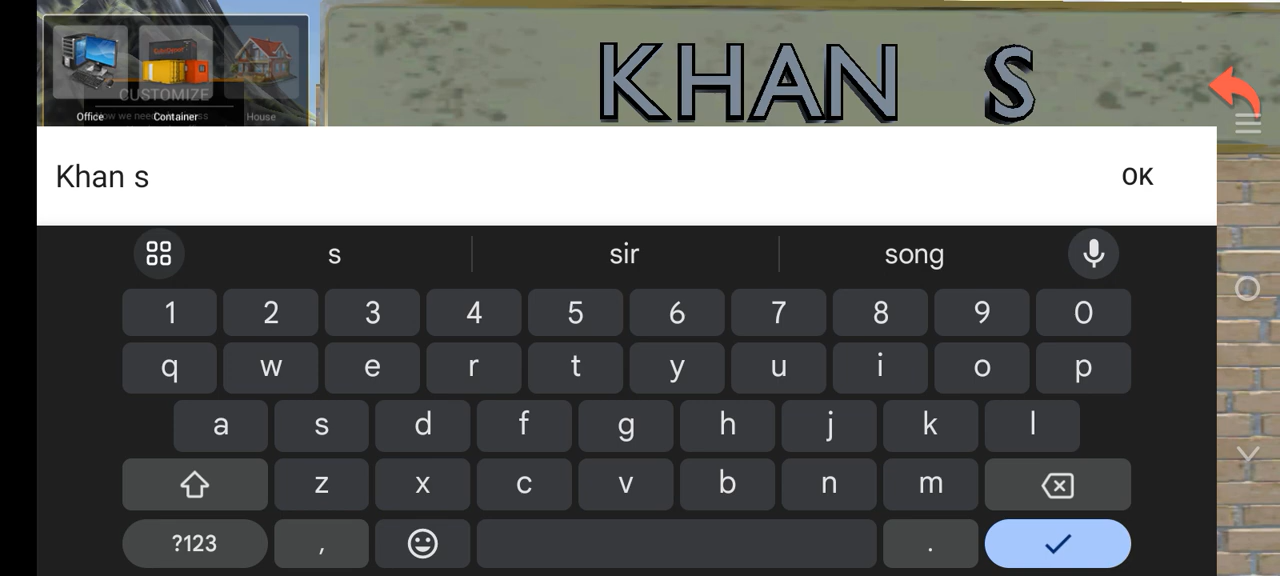 KHAN S
CUSTOMIZE
Office Container House
Khan s
OK
s sir song
1 2 3 4 5 6 7 8 9 0
q w e r t y u i o p
a s d f g h j k l
z x c v b n m
?123 , .